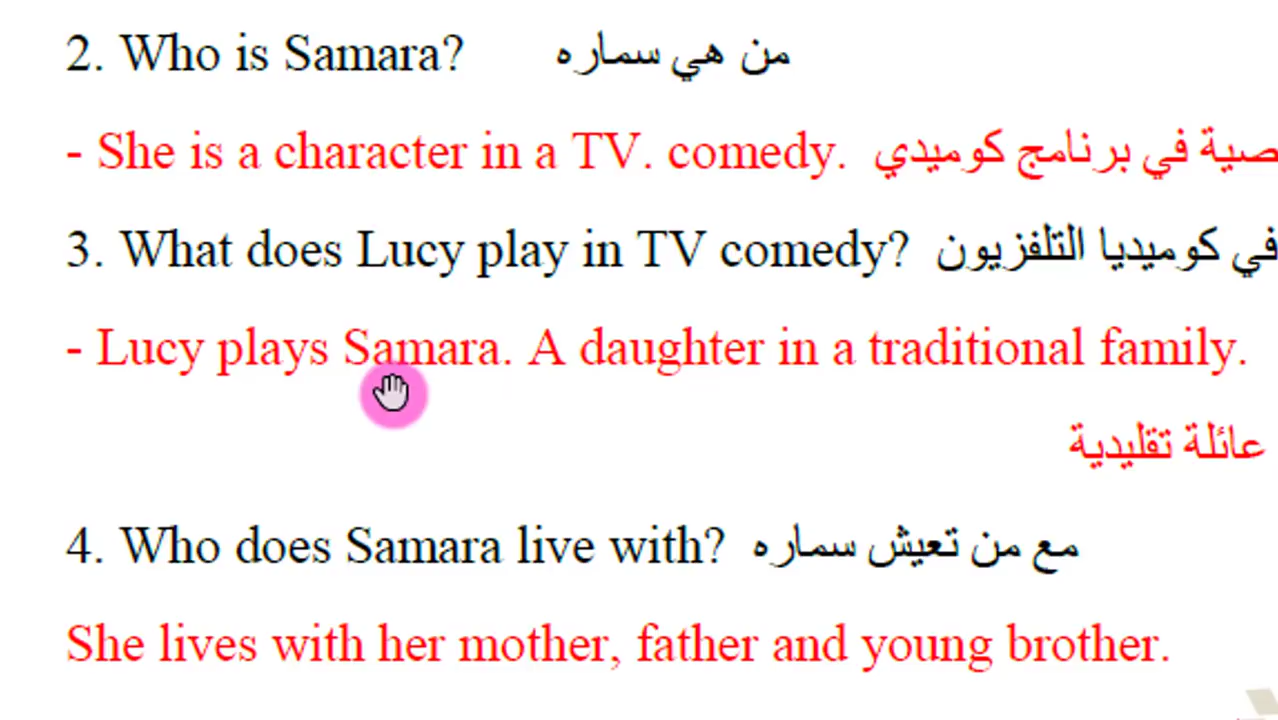 2. Who is Samara? من هي سماره
- She is a character in a TV. comedy. في برنامج كوميدي
3. What does Lucy play in TV comedy? في كوميديا التلفزيون
- Lucy plays Samara. A daughter in a traditional family.
عائلة تقليدية
4. Who does Samara live with? مع من تعيش سماره
She lives with her mother, father and young brother.